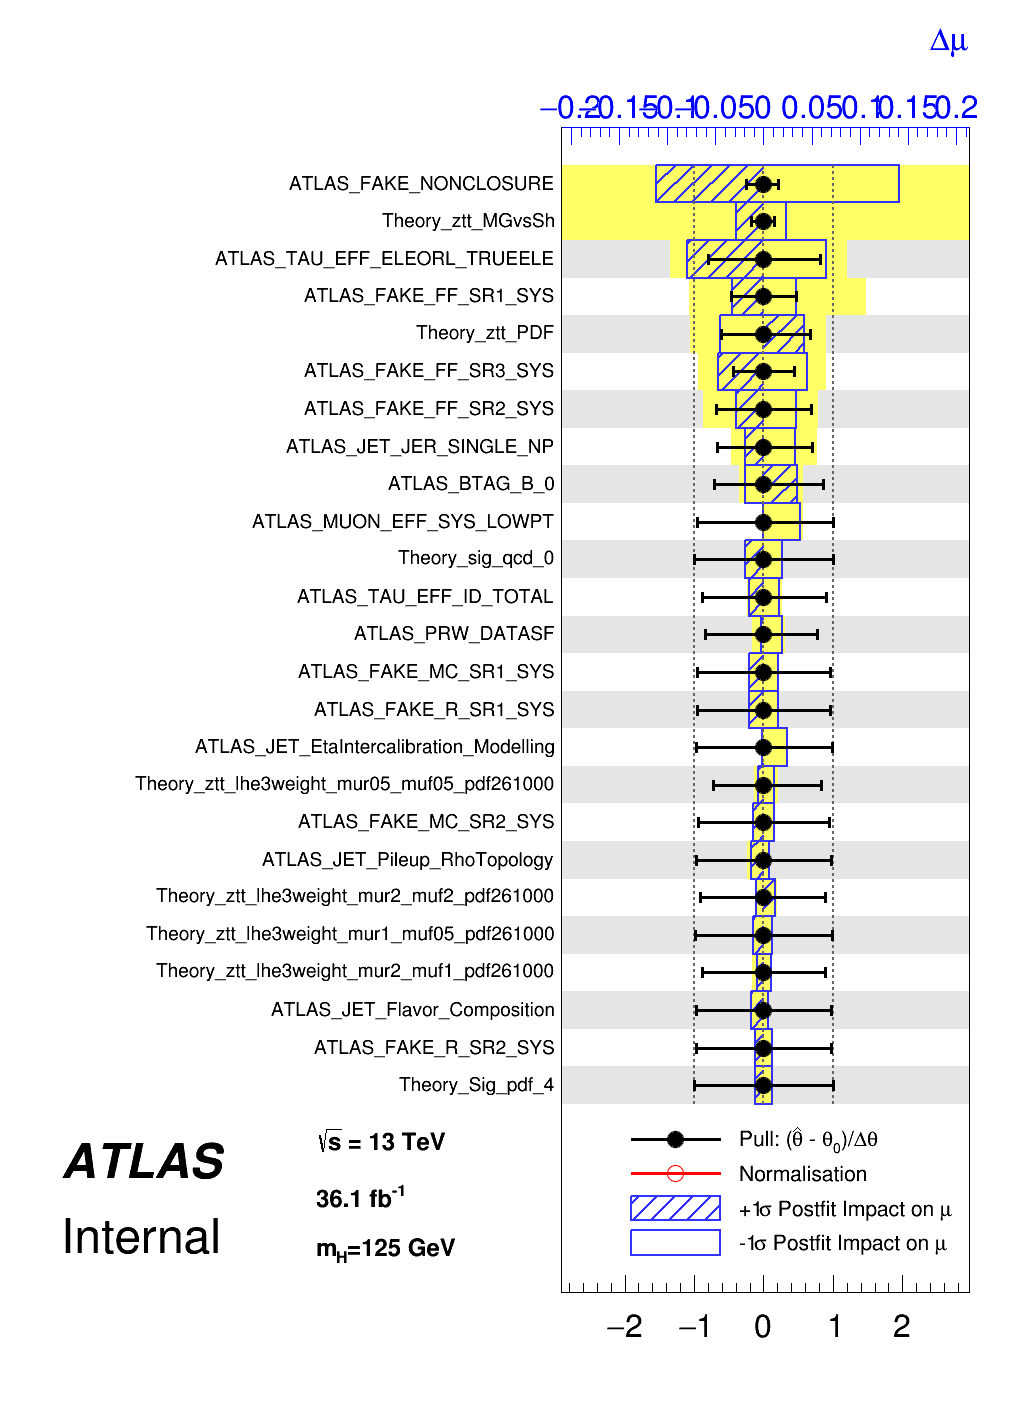 Δμ
−0.2 −0.15 −0.1 −0.05 0 0.05 0.1 0.15 0.2
ATLAS_FAKE_NONCLOSURE
Theory_ztt_MGvsSh
ATLAS_TAU_EFF_ELEORL_TRUEELE
ATLAS_FAKE_FF_SR1_SYS
Theory_ztt_PDF
ATLAS_FAKE_FF_SR3_SYS
ATLAS_FAKE_FF_SR2_SYS
ATLAS_JET_JER_SINGLE_NP
ATLAS_BTAG_B_0
ATLAS_MUON_EFF_SYS_LOWPT
Theory_sig_qcd_0
ATLAS_TAU_EFF_ID_TOTAL
ATLAS_PRW_DATASF
ATLAS_FAKE_MC_SR1_SYS
ATLAS_FAKE_R_SR1_SYS
ATLAS_JET_EtaIntercalibration_Modelling
Theory_ztt_lhe3weight_mur05_muf05_pdf261000
ATLAS_FAKE_MC_SR2_SYS
ATLAS_JET_Pileup_RhoTopology
Theory_ztt_lhe3weight_mur2_muf2_pdf261000
Theory_ztt_lhe3weight_mur1_muf05_pdf261000
Theory_ztt_lhe3weight_mur2_muf1_pdf261000
ATLAS_JET_Flavor_Composition
ATLAS_FAKE_R_SR2_SYS
Theory_Sig_pdf_4
ATLAS
Internal
√s = 13 TeV
36.1 fb⁻¹
m_H=125 GeV
Pull: (θ̂ - θ₀)/Δθ
Normalisation
+1σ Postfit Impact on μ
-1σ Postfit Impact on μ
−2 −1 0 1 2